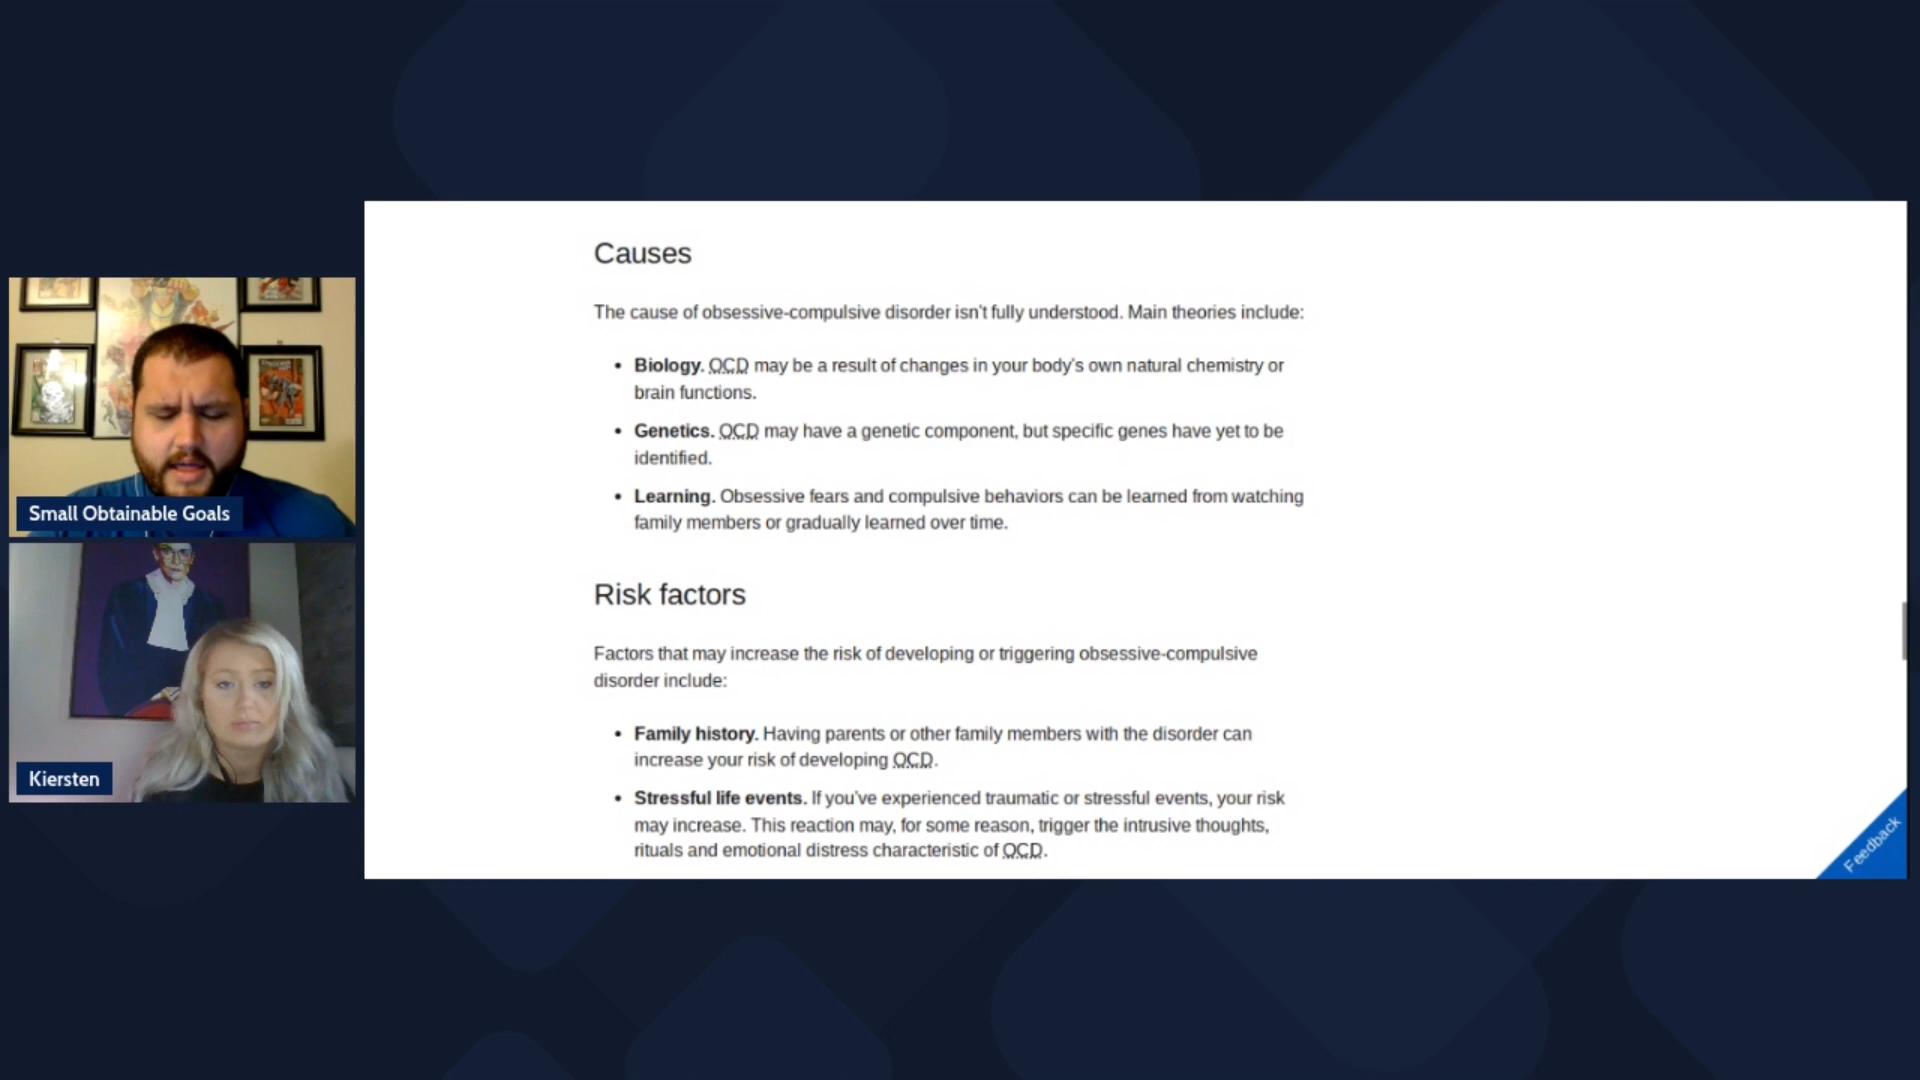 Causes
The cause of obsessive-compulsive disorder isn't fully understood. Main theories include:
• Biology. OCD may be a result of changes in your body's own natural chemistry or
brain functions.
• Genetics. OCD may have a genetic component, but specific genes have yet to be
identified.
• Learning. Obsessive fears and compulsive behaviors can be learned from watching
family members or gradually learned over time.
Risk factors
Factors that may increase the risk of developing or triggering obsessive-compulsive
disorder include:
• Family history. Having parents or other family members with the disorder can
increase your risk of developing OCD.
• Stressful life events. If you've experienced traumatic or stressful events, your risk
may increase. This reaction may, for some reason, trigger the intrusive thoughts,
rituals and emotional distress characteristic of OCD.
Feedback
Small Obtainable Goals
Kiersten